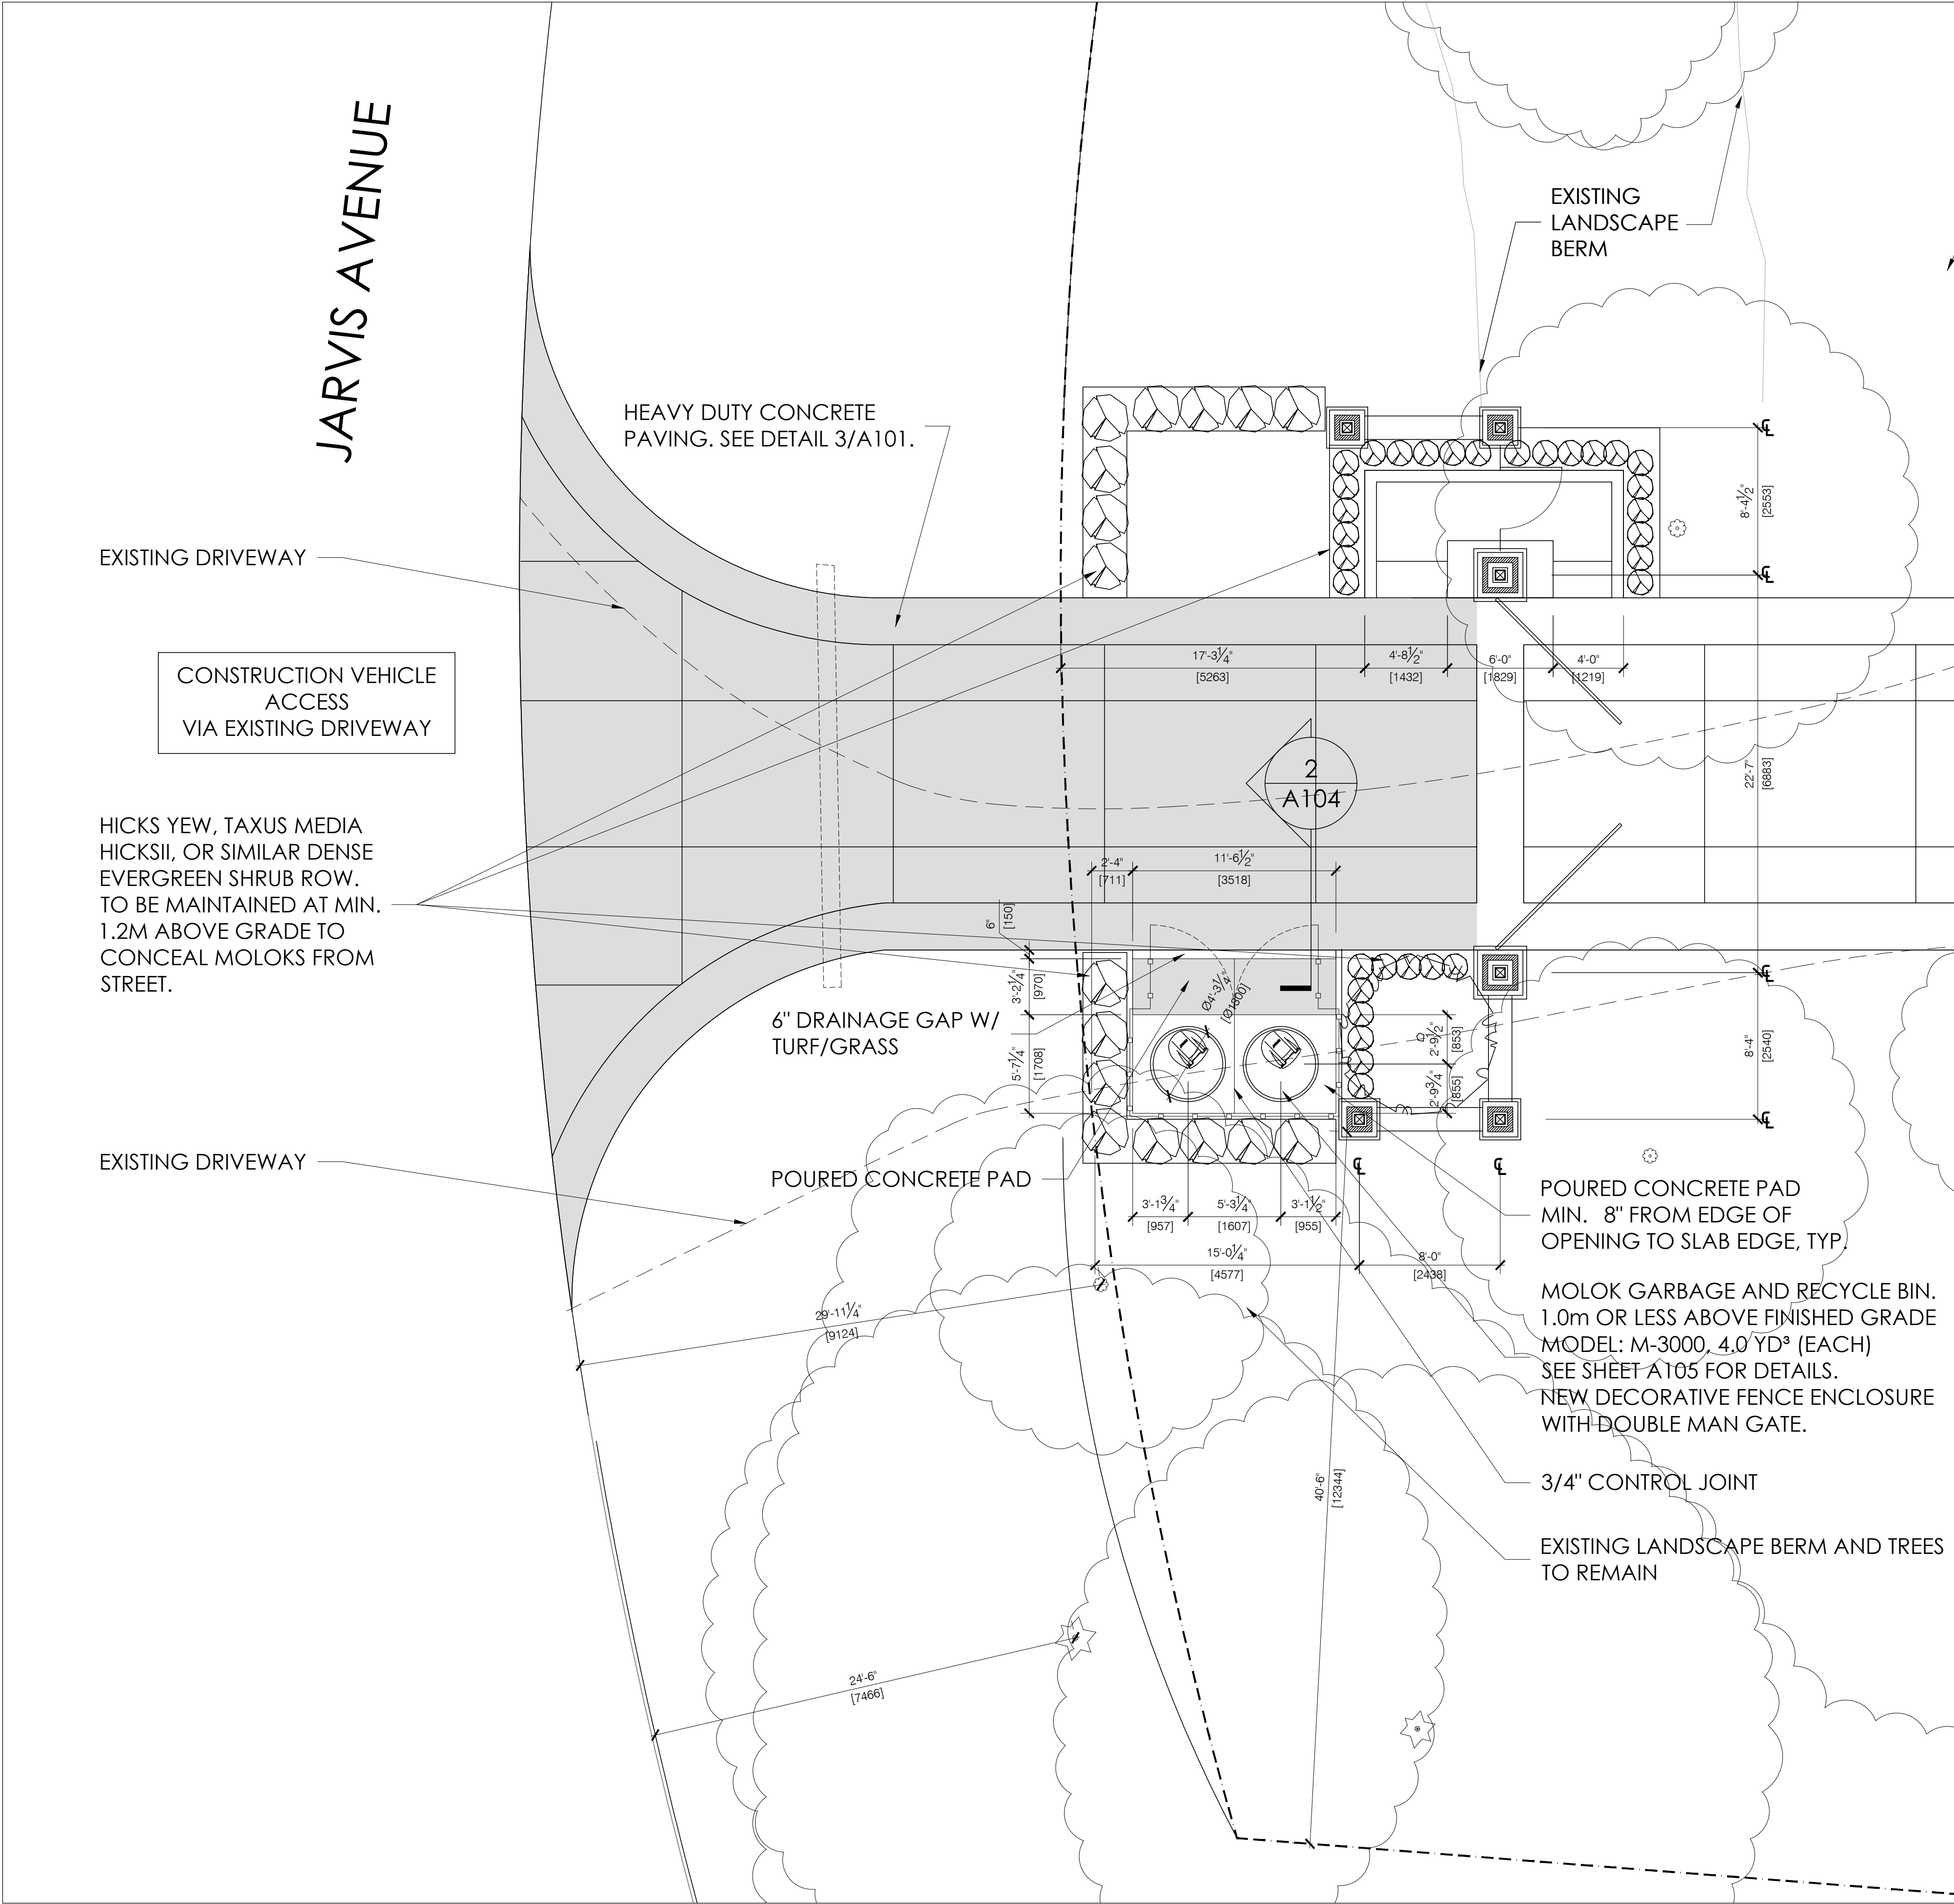 JARVIS AVENUE
EXISTING
LANDSCAPE
BERM
HEAVY DUTY CONCRETE
PAVING. SEE DETAIL 3/A101.
℄
8'-4½"
[2553]
℄
EXISTING DRIVEWAY
CONSTRUCTION VEHICLE
ACCESS
VIA EXISTING DRIVEWAY
17'-3¼"
[5263]
4'-8½"
[1432]
6'-0"
[1829]
4'-0"
[1219]
22'-7"
[6883]
2
A104
HICKS YEW, TAXUS MEDIA
HICKSII, OR SIMILAR DENSE
EVERGREEN SHRUB ROW.
TO BE MAINTAINED AT MIN.
1.2M ABOVE GRADE TO
CONCEAL MOLOKS FROM
STREET.
2'-4"
[711]
11'-6½"
[3518]
6"
[150]
3'-2¼"
[970]
5'-7¼"
[1708]
Ø4'-3¼"
[Ø1300]
6" DRAINAGE GAP W/
TURF/GRASS
2'-9½"
[853]
2'-9¾"
[855]
℄
8'-4"
[2540]
℄
EXISTING DRIVEWAY
POURED CONCRETE PAD
℄
℄
3'-1¾"
[957]
5'-3¼"
[1607]
3'-1½"
[955]
15'-0¼"
[4577]
8'-0"
[2438]
POURED CONCRETE PAD
MIN. 8" FROM EDGE OF
OPENING TO SLAB EDGE, TYP.
MOLOK GARBAGE AND RECYCLE BIN.
1.0m OR LESS ABOVE FINISHED GRADE
MODEL: M-3000, 4.0 YD³ (EACH)
SEE SHEET A105 FOR DETAILS.
NEW DECORATIVE FENCE ENCLOSURE
WITH DOUBLE MAN GATE.
29'-11¼"
[9124]
40'-6"
[12344]
3/4" CONTROL JOINT
EXISTING LANDSCAPE BERM AND TREES
TO REMAIN
24'-6"
[7466]